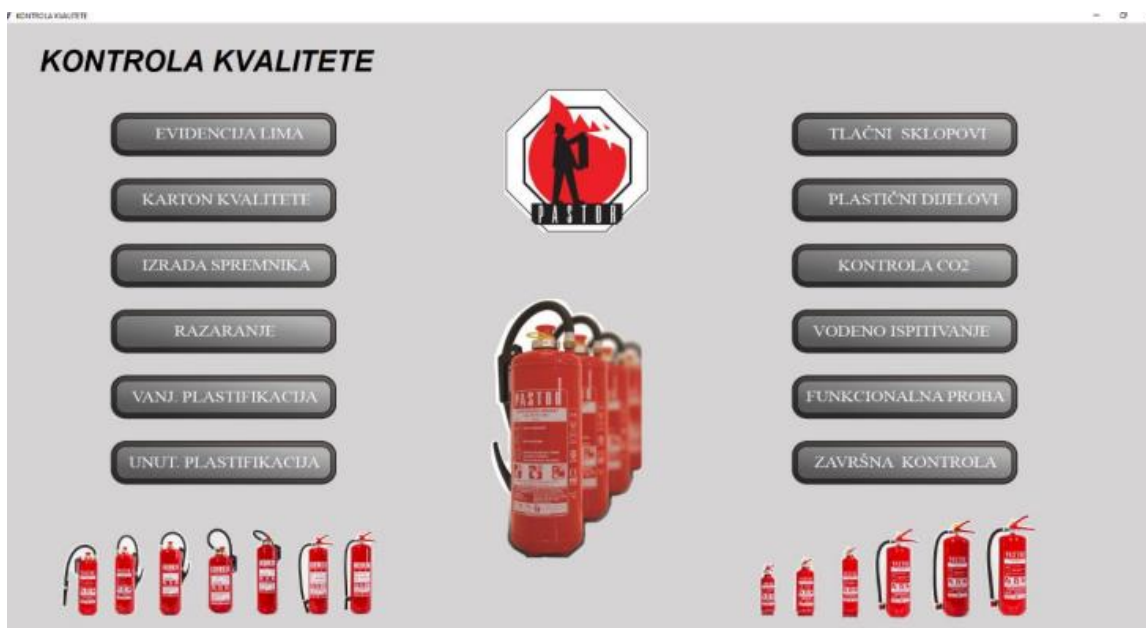 KONTROLA KVALITETE
KONTROLA KVALITETE
EVIDENCIJA LIMA
KARTON KVALITETE
IZRADA SPREMNIKA
RAZARANJE
VANJ. PLASTIFIKACIJA
UNUT. PLASTIFIKACIJA
PASTOR
PASTOR
TLAČNI SKLOPOVI
PLASTIČNI DIJELOVI
KONTROLA CO2
VODENO ISPITIVANJE
FUNKCIONALNA PROBA
ZAVRŠNA KONTROLA